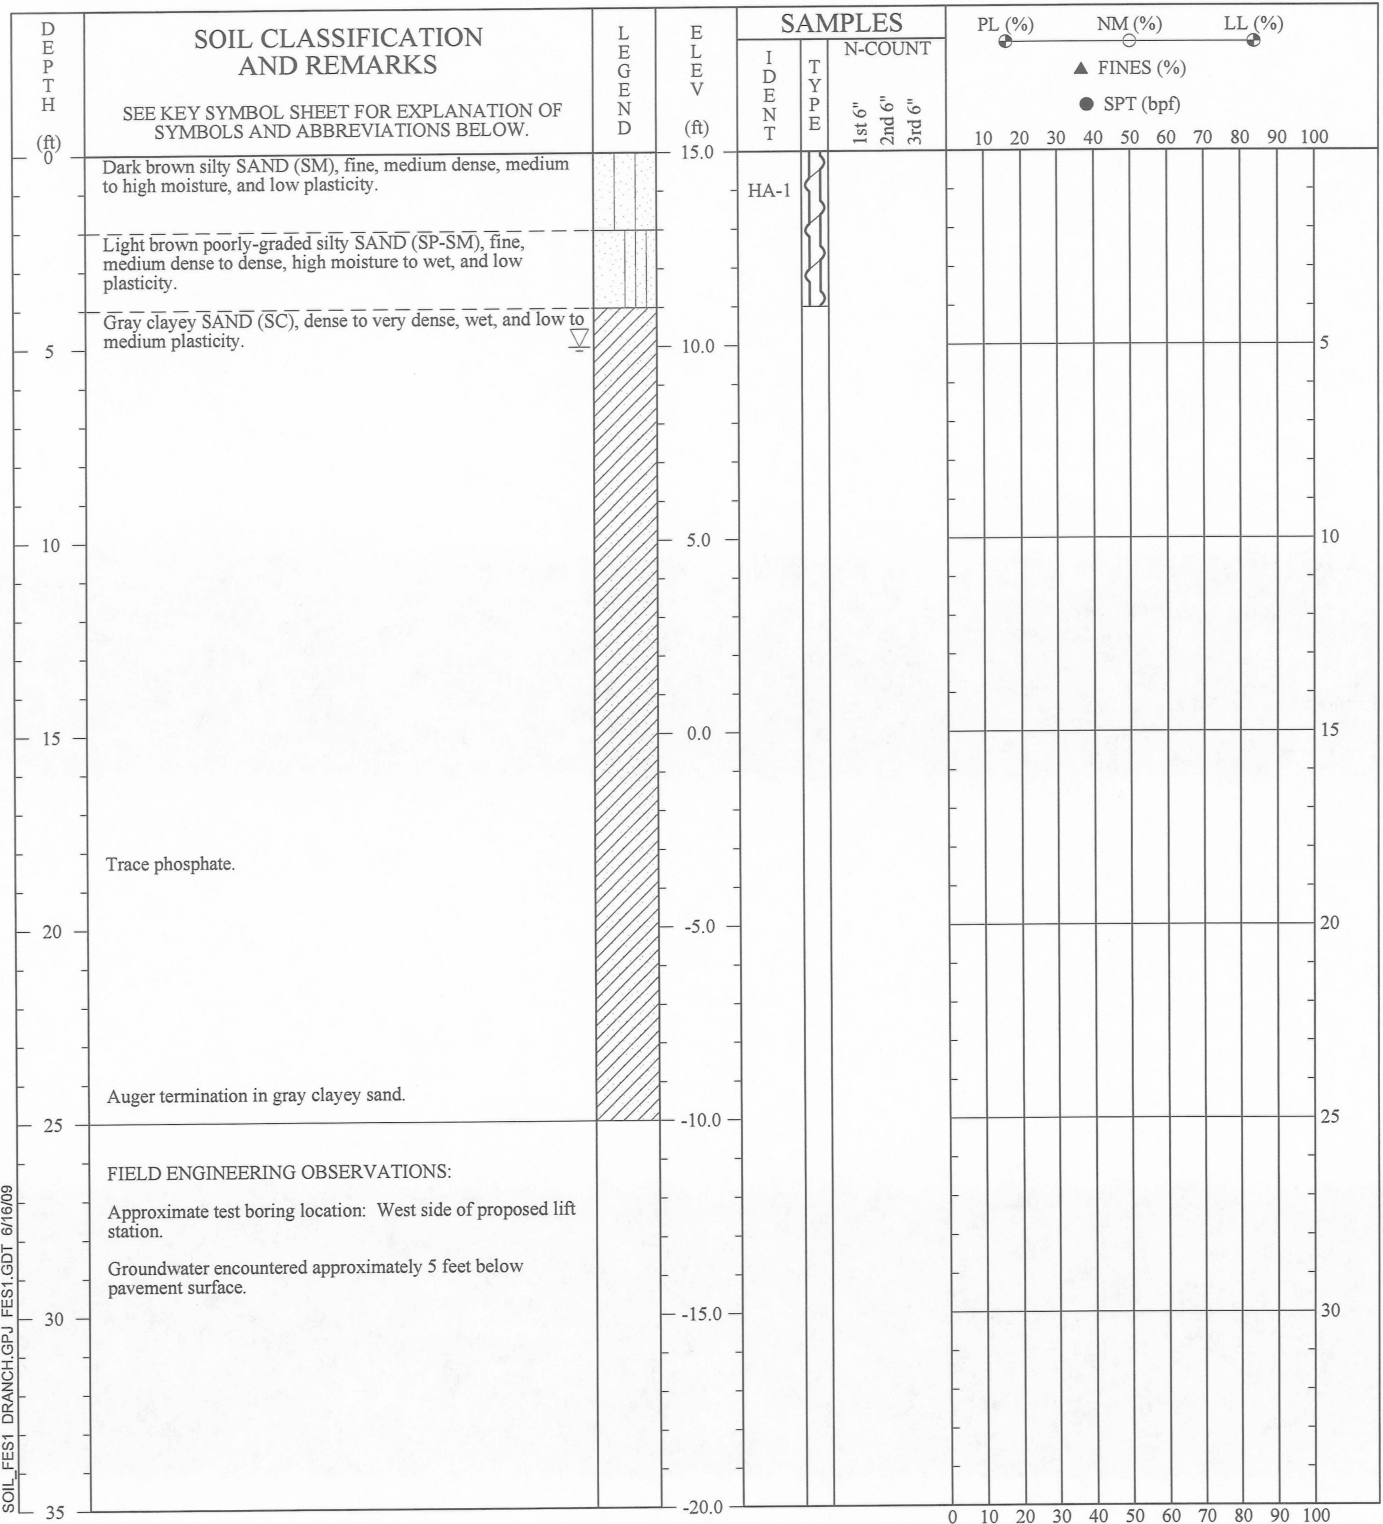 DEPTH
(ft)
SOIL CLASSIFICATION
AND REMARKS
SEE KEY SYMBOL SHEET FOR EXPLANATION OF
SYMBOLS AND ABBREVIATIONS BELOW.
LEGEND
ELEV
(ft)
SAMPLES
IDENT
TYPE
N-COUNT
1st 6"
2nd 6"
3rd 6"
PL (%) NM (%) LL (%)
▲ FINES (%)
● SPT (bpf)
10 20 30 40 50 60 70 80 90 100
0
15.0
Dark brown silty SAND (SM), fine, medium dense, medium
to high moisture, and low plasticity.
HA-1
Light brown poorly-graded silty SAND (SP-SM), fine,
medium dense to dense, high moisture to wet, and low
plasticity.
Gray clayey SAND (SC), dense to very dense, wet, and low to
medium plasticity.
5
10.0
5
10
5.0
10
15
0.0
15
Trace phosphate.
20
-5.0
20
Auger termination in gray clayey sand.
25
-10.0
25
FIELD ENGINEERING OBSERVATIONS:
Approximate test boring location: West side of proposed lift
station.
Groundwater encountered approximately 5 feet below
pavement surface.
30
-15.0
30
35
-20.0
0 10 20 30 40 50 60 70 80 90 100
SOIL_FES1 DRANCH.GPJ FES1.GDT 6/16/09